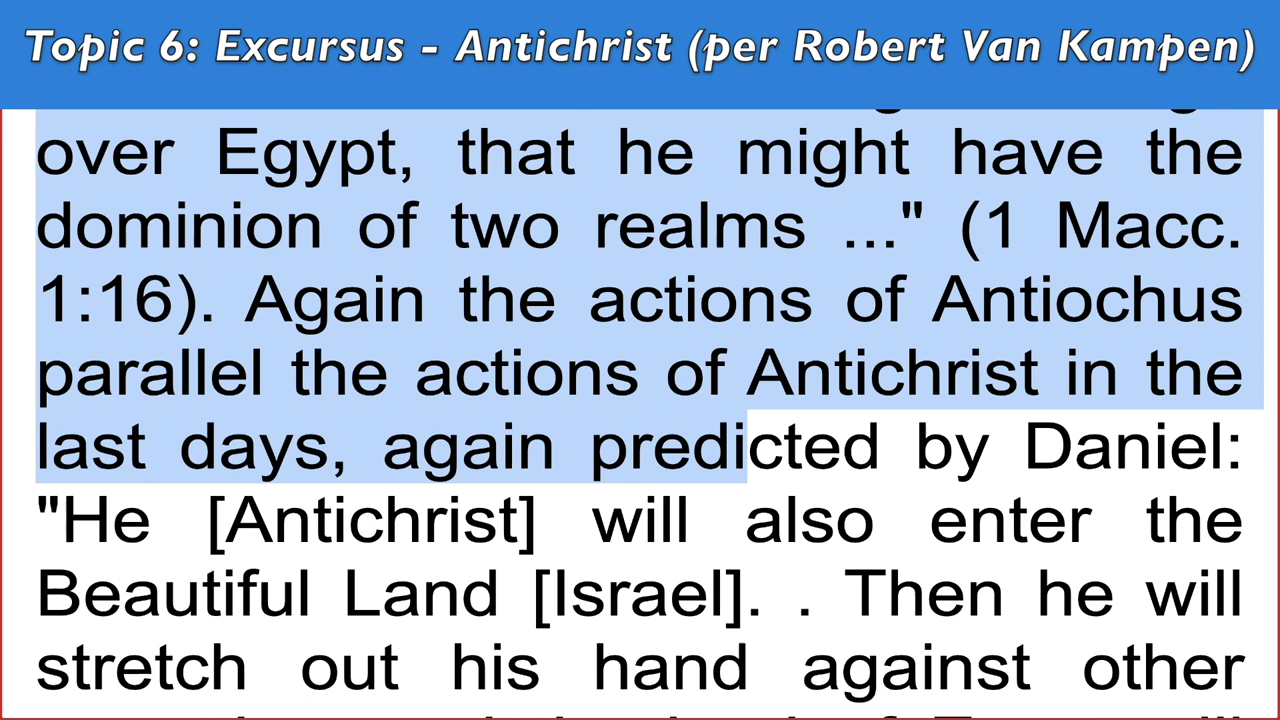 Topic 6: Excursus - Antichrist (per Robert Van Kampen)
over Egypt, that he might have the
dominion of two realms ..." (1 Macc.
1:16). Again the actions of Antiochus
parallel the actions of Antichrist in the
last days, again predicted by Daniel:
"He [Antichrist] will also enter the
Beautiful Land [Israel]. . Then he will
stretch out his hand against other